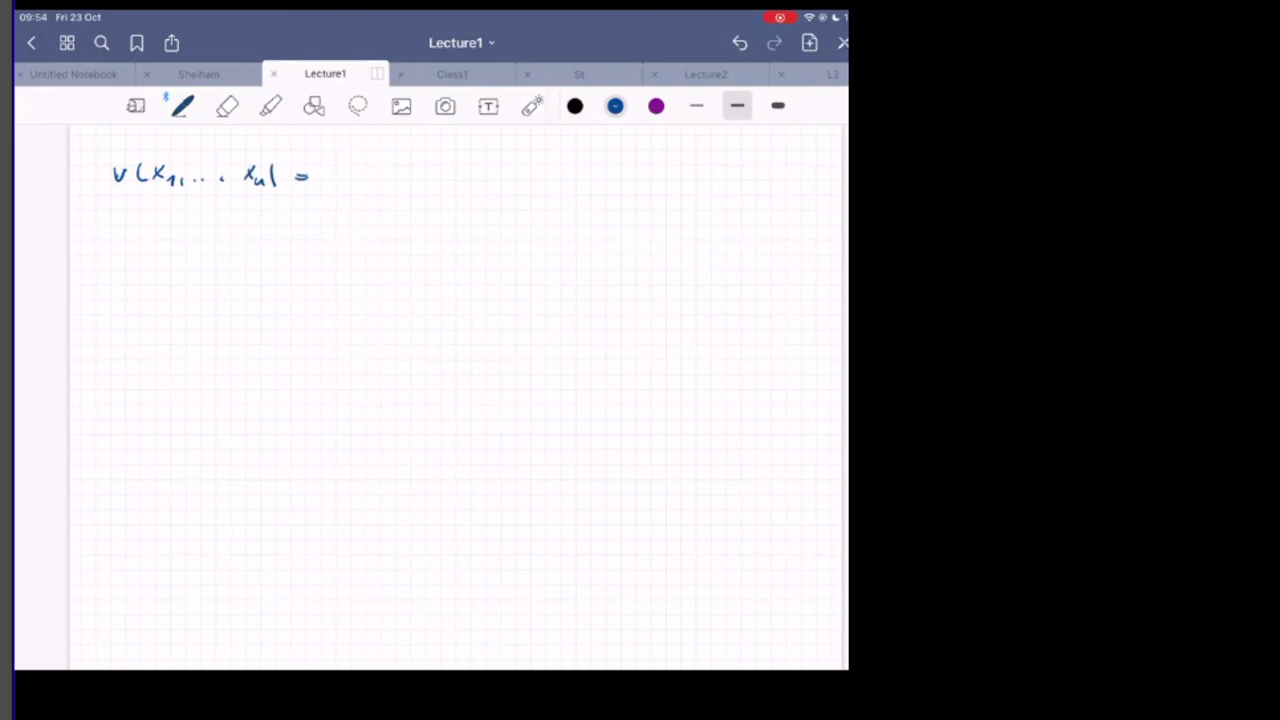 09:54 Fri 23 Oct
Lecture1
Untitled Notebook Shelham Lecture1 Class1 St Lecture2 L2
T
v(x₁, ... . xₙ) =